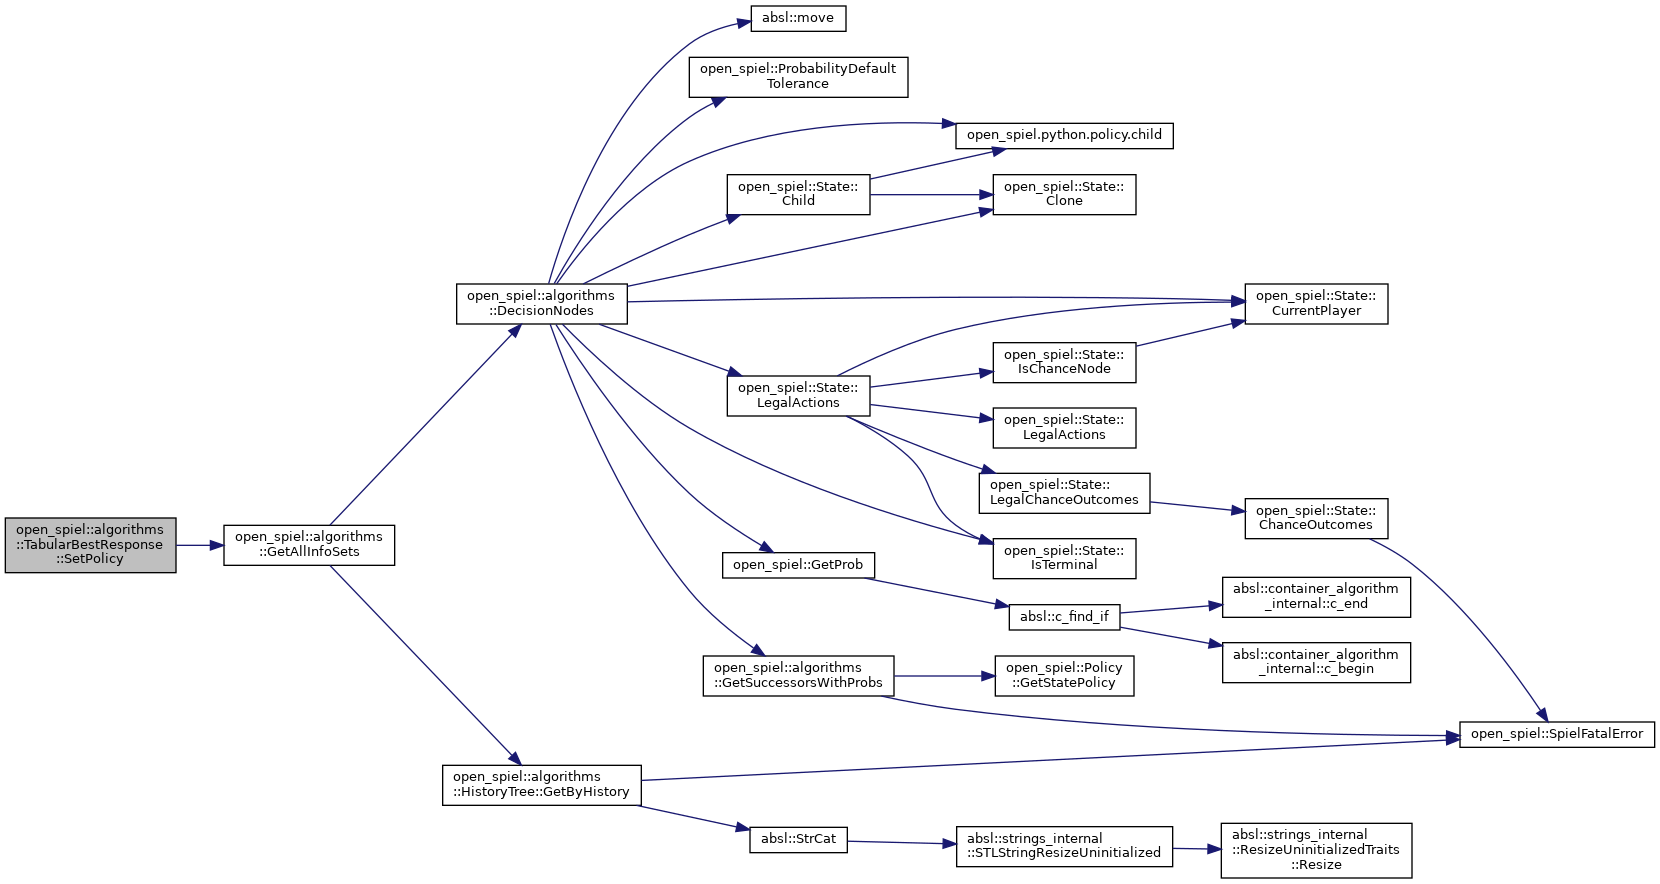 absl::move
open_spiel::ProbabilityDefault
Tolerance
open_spiel.python.policy.child
open_spiel::State::
Child
open_spiel::State::
Clone
open_spiel::algorithms
::DecisionNodes
open_spiel::State::
CurrentPlayer
open_spiel::State::
IsChanceNode
open_spiel::State::
LegalActions
open_spiel::State::
LegalActions
open_spiel::State::
LegalChanceOutcomes
open_spiel::State::
ChanceOutcomes
open_spiel::algorithms
::TabularBestResponse
::SetPolicy
open_spiel::algorithms
::GetAllInfoSets
open_spiel::State::
IsTerminal
open_spiel::GetProb
absl::container_algorithm
_internal::c_end
absl::c_find_if
absl::container_algorithm
_internal::c_begin
open_spiel::algorithms
::GetSuccessorsWithProbs
open_spiel::Policy
::GetStatePolicy
open_spiel::SpielFatalError
open_spiel::algorithms
::HistoryTree::GetByHistory
absl::StrCat
absl::strings_internal
::STLStringResizeUninitialized
absl::strings_internal
::ResizeUninitializedTraits
::Resize